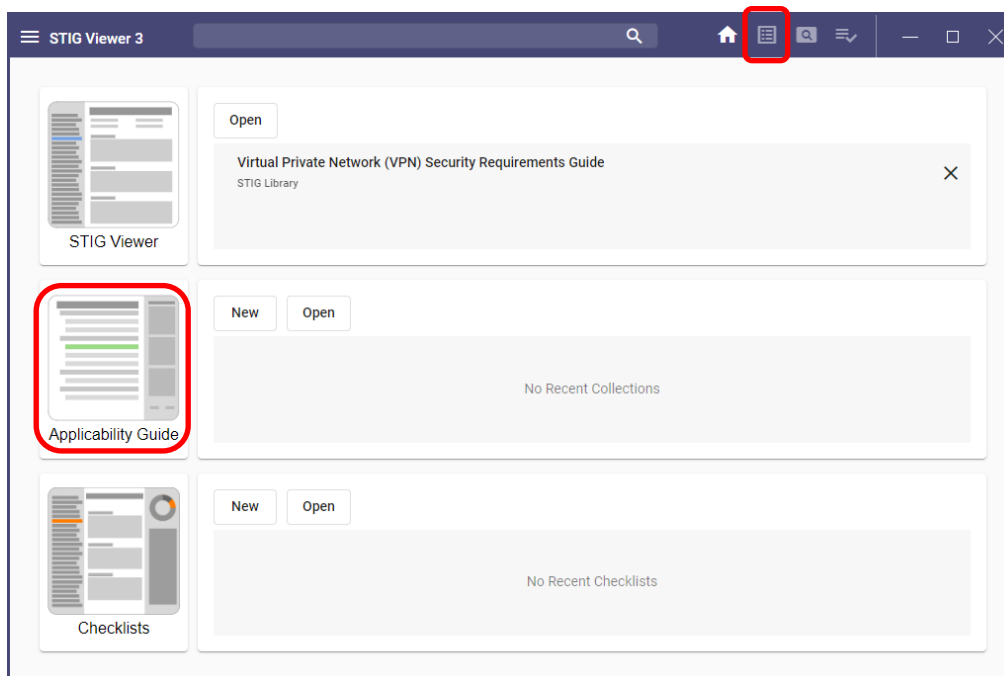 STIG Viewer 3
Open
Virtual Private Network (VPN) Security Requirements Guide
STIG Library
STIG Viewer
New Open
No Recent Collections
Applicability Guide
New Open
No Recent Checklists
Checklists